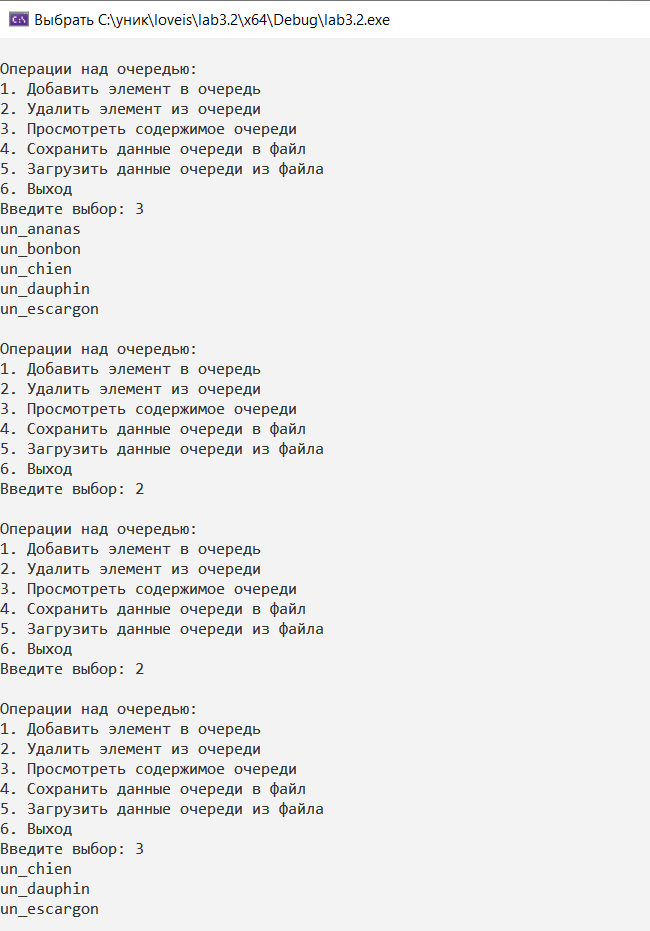 Выбрать C:\уник\loveis\lab3.2\x64\Debug\lab3.2.exe
Операции над очередью:
1. Добавить элемент в очередь
2. Удалить элемент из очереди
3. Просмотреть содержимое очереди
4. Сохранить данные очереди в файл
5. Загрузить данные очереди из файла
6. Выход
Введите выбор: 3
un_ananas
un_bonbon
un_chien
un_dauphin
un_escargon
Операции над очередью:
1. Добавить элемент в очередь
2. Удалить элемент из очереди
3. Просмотреть содержимое очереди
4. Сохранить данные очереди в файл
5. Загрузить данные очереди из файла
6. Выход
Введите выбор: 2
Операции над очередью:
1. Добавить элемент в очередь
2. Удалить элемент из очереди
3. Просмотреть содержимое очереди
4. Сохранить данные очереди в файл
5. Загрузить данные очереди из файла
6. Выход
Введите выбор: 2
Операции над очередью:
1. Добавить элемент в очередь
2. Удалить элемент из очереди
3. Просмотреть содержимое очереди
4. Сохранить данные очереди в файл
5. Загрузить данные очереди из файла
6. Выход
Введите выбор: 3
un_chien
un_dauphin
un_escargon